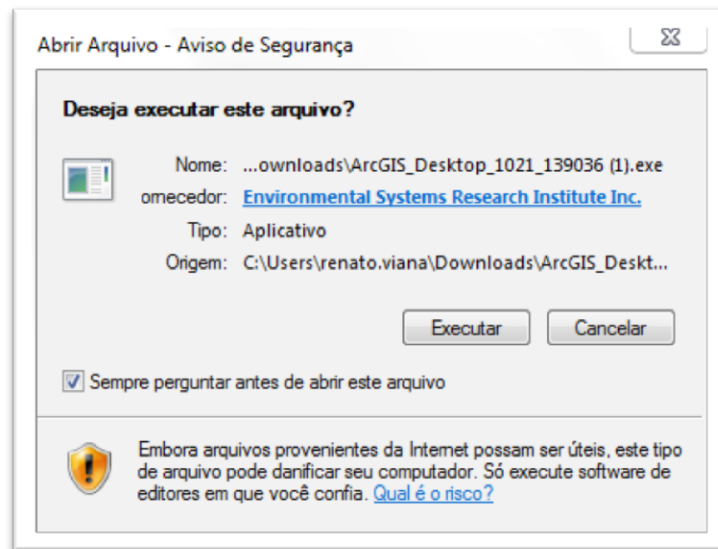 Abrir Arquivo - Aviso de Segurança
Deseja executar este arquivo?
Nome: ...ownloads\ArcGIS_Desktop_1021_139036 (1).exe
omecedor: Environmental Systems Research Institute Inc.
Tipo: Aplicativo
Origem: C:\Users\renato.viana\Downloads\ArcGIS_Deskt...
Executar Cancelar
Sempre perguntar antes de abrir este arquivo
Embora arquivos provenientes da Internet possam ser úteis, este tipo
de arquivo pode danificar seu computador. Só execute software de
editores em que você confia. Qual é o risco?